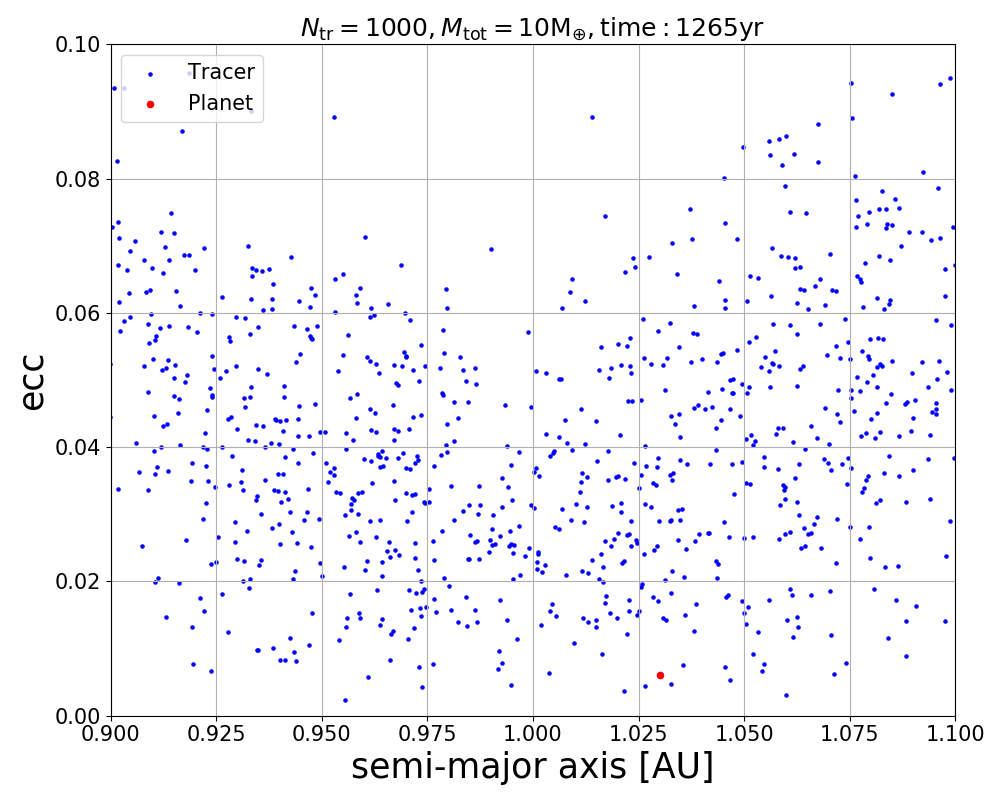 N_tr = 1000, M_tot = 10M_⊕, time : 1265yr
Tracer
Planet
0.10
0.08
0.06
0.04
0.02
0.00
ecc
0.900 0.925 0.950 0.975 1.000 1.025 1.050 1.075 1.100
semi-major axis [AU]